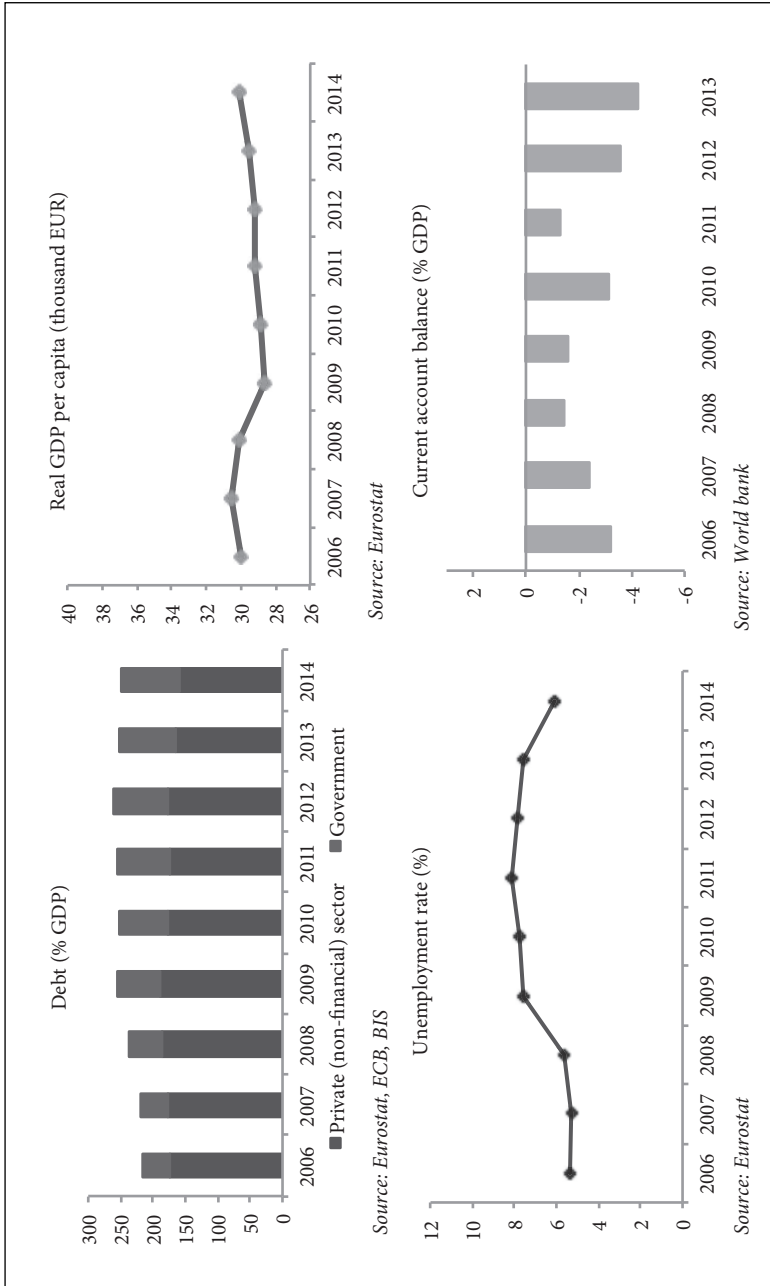 Debt (% GDP)
300
250
200
150
100
50
0
2006 2007 2008 2009 2010 2011 2012 2013 2014
Private (non-financial) sector Government
Source: Eurostat, ECB, BIS
Real GDP per capita (thousand EUR)
40
38
36
34
32
30
28
26
2006 2007 2008 2009 2010 2011 2012 2013 2014
Source: Eurostat
Unemployment rate (%)
12
10
8
6
4
2
0
2006 2007 2008 2009 2010 2011 2012 2013 2014
Source: Eurostat
Current account balance (% GDP)
2
0
-2
-4
-6
2006 2007 2008 2009 2010 2011 2012 2013
Source: World bank